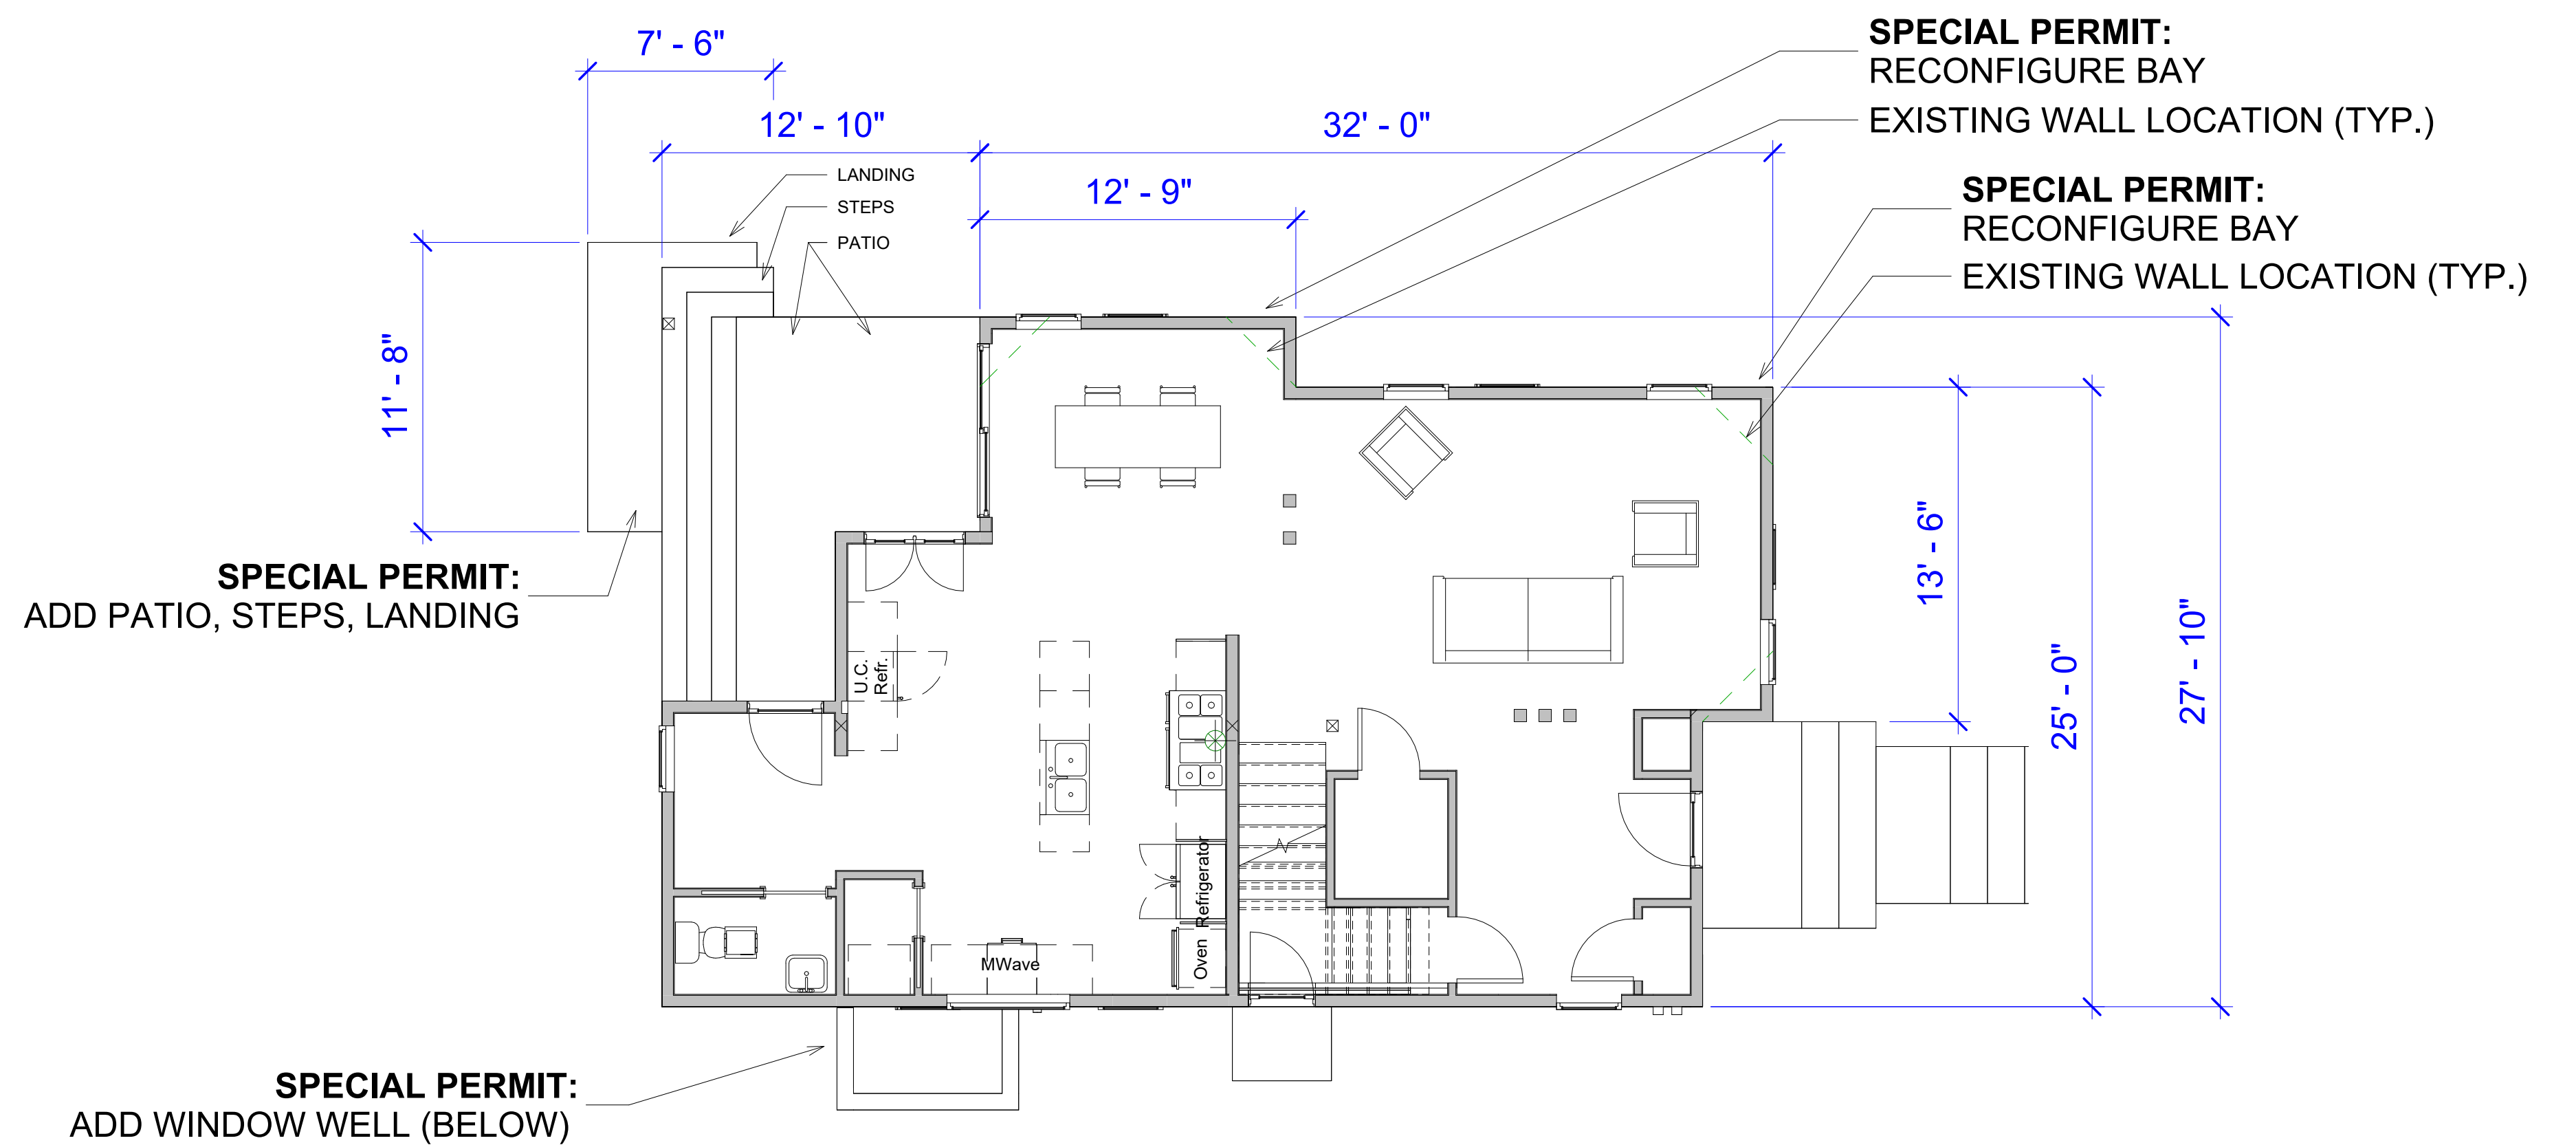 7' - 6"
SPECIAL PERMIT:
RECONFIGURE BAY
EXISTING WALL LOCATION (TYP.)
12' - 10"
32' - 0"
LANDING
STEPS
PATIO
12' - 9"
SPECIAL PERMIT:
RECONFIGURE BAY
EXISTING WALL LOCATION (TYP.)
11' - 8"
SPECIAL PERMIT:
ADD PATIO, STEPS, LANDING
13' - 6"
25' - 0"
27' - 10"
U.C.
Refr.
Refrigerator
Oven
MWave
SPECIAL PERMIT:
ADD WINDOW WELL (BELOW)